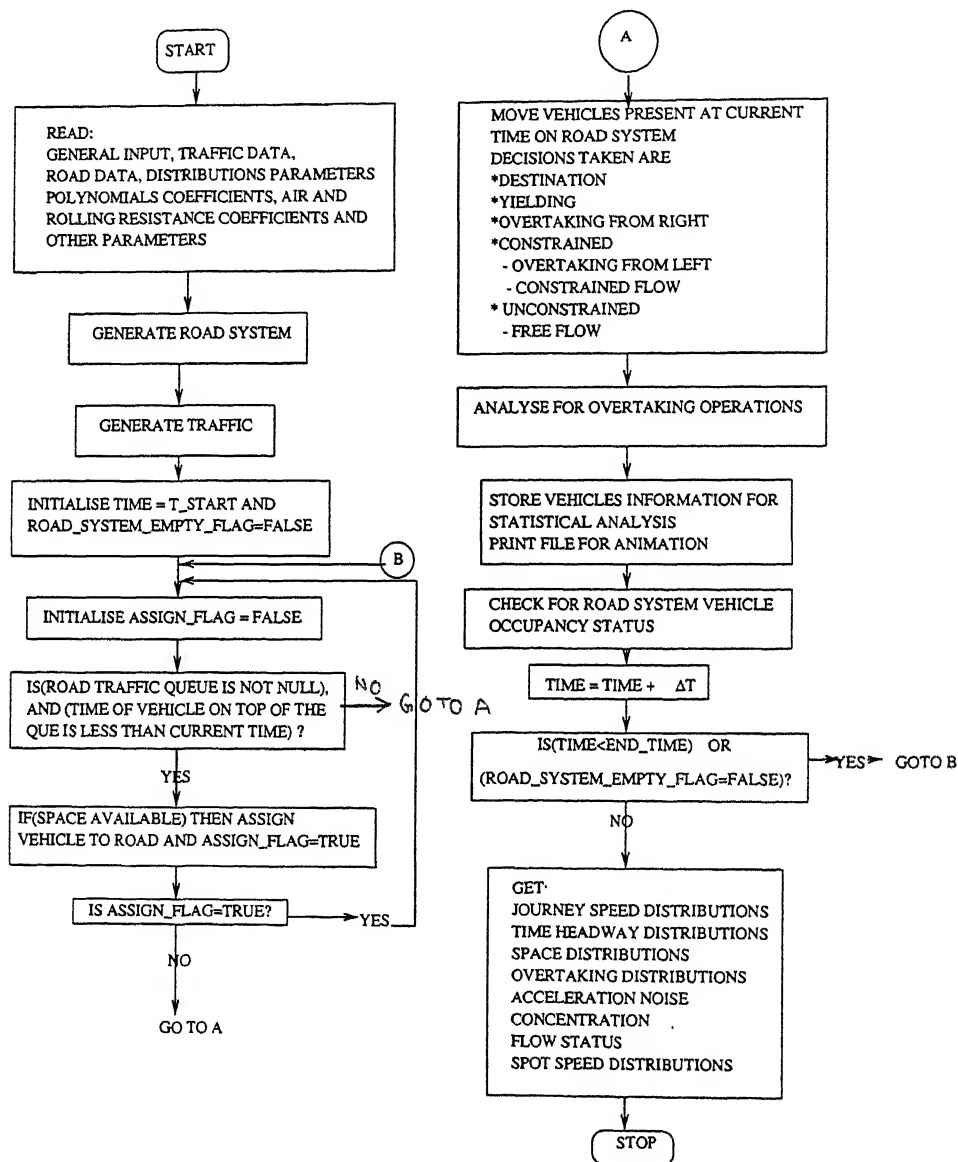 START
READ:
GENERAL INPUT, TRAFFIC DATA,
ROAD DATA, DISTRIBUTIONS PARAMETERS
POLYNOMIALS COEFFICIENTS, AIR AND
ROLLING RESISTANCE COEFFICIENTS AND
OTHER PARAMETERS
GENERATE ROAD SYSTEM
GENERATE TRAFFIC
INITIALISE TIME = T_START AND
ROAD_SYSTEM_EMPTY_FLAG=FALSE
B
INITIALISE ASSIGN_FLAG = FALSE
IS(ROAD TRAFFIC QUEUE IS NOT NULL),
AND (TIME OF VEHICLE ON TOP OF THE
QUE IS LESS THAN CURRENT TIME) ?
NO
GO TO A
YES
IF(SPACE AVAILABLE) THEN ASSIGN
VEHICLE TO ROAD AND ASSIGN_FLAG=TRUE
IS ASSIGN_FLAG=TRUE?
YES
NO
GO TO A
A
MOVE VEHICLES PRESENT AT CURRENT
TIME ON ROAD SYSTEM
DECISIONS TAKEN ARE
*DESTINATION
*YIELDING
*OVERTAKING FROM RIGHT
*CONSTRAINED
- OVERTAKING FROM LEFT
- CONSTRAINED FLOW
* UNCONSTRAINED
- FREE FLOW
ANALYSE FOR OVERTAKING OPERATIONS
STORE VEHICLES INFORMATION FOR
STATISTICAL ANALYSIS
PRINT FILE FOR ANIMATION
CHECK FOR ROAD SYSTEM VEHICLE
OCCUPANCY STATUS
TIME = TIME + ΔT
IS(TIME<END_TIME) OR
(ROAD_SYSTEM_EMPTY_FLAG=FALSE)?
YES
GOTO B
NO
GET·
JOURNEY SPEED DISTRIBUTIONS
TIME HEADWAY DISTRIBUTIONS
SPACE DISTRIBUTIONS
OVERTAKING DISTRIBUTIONS
ACCELERATION NOISE
CONCENTRATION
FLOW STATUS
SPOT SPEED DISTRIBUTIONS
STOP